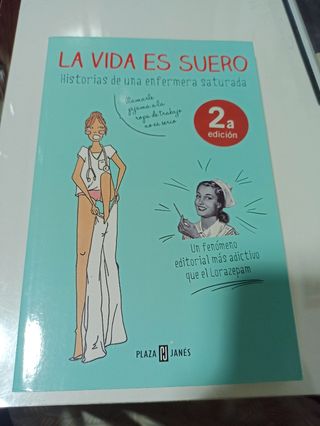 LA VIDA ES SUERO
Historias de una enfermera saturada
Llamarle
pijama a la
ropa de trabajo
no es serio
2a
edición
Un fenómeno
editorial más adictivo
que el Lorazepam
PLAZA JANÉS